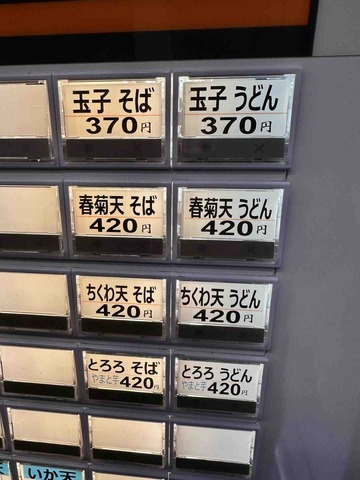 玉子 そば
370円
玉子 うどん
370円
春菊天 そば
420円
春菊天 うどん
420円
ちくわ天 そば
420円
ちくわ天 うどん
420円
とろろ そば
やまと芋 420円
とろろ うどん
やまと芋 420円
いか天